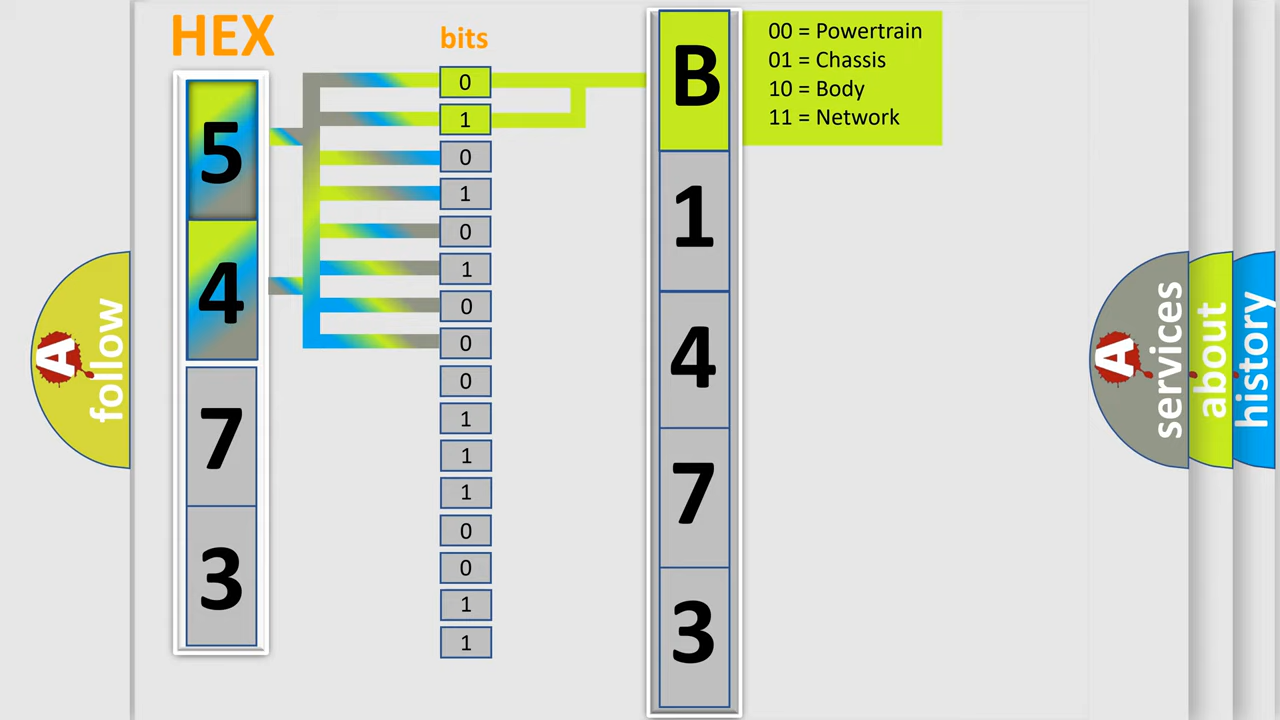 HEX
bits
5
4
7
3
0
1
0
1
0
1
0
0
0
1
1
1
0
0
1
1
B
1
4
7
3
00 = Powertrain
01 = Chassis
10 = Body
11 = Network
A
follow
A
services
about
history